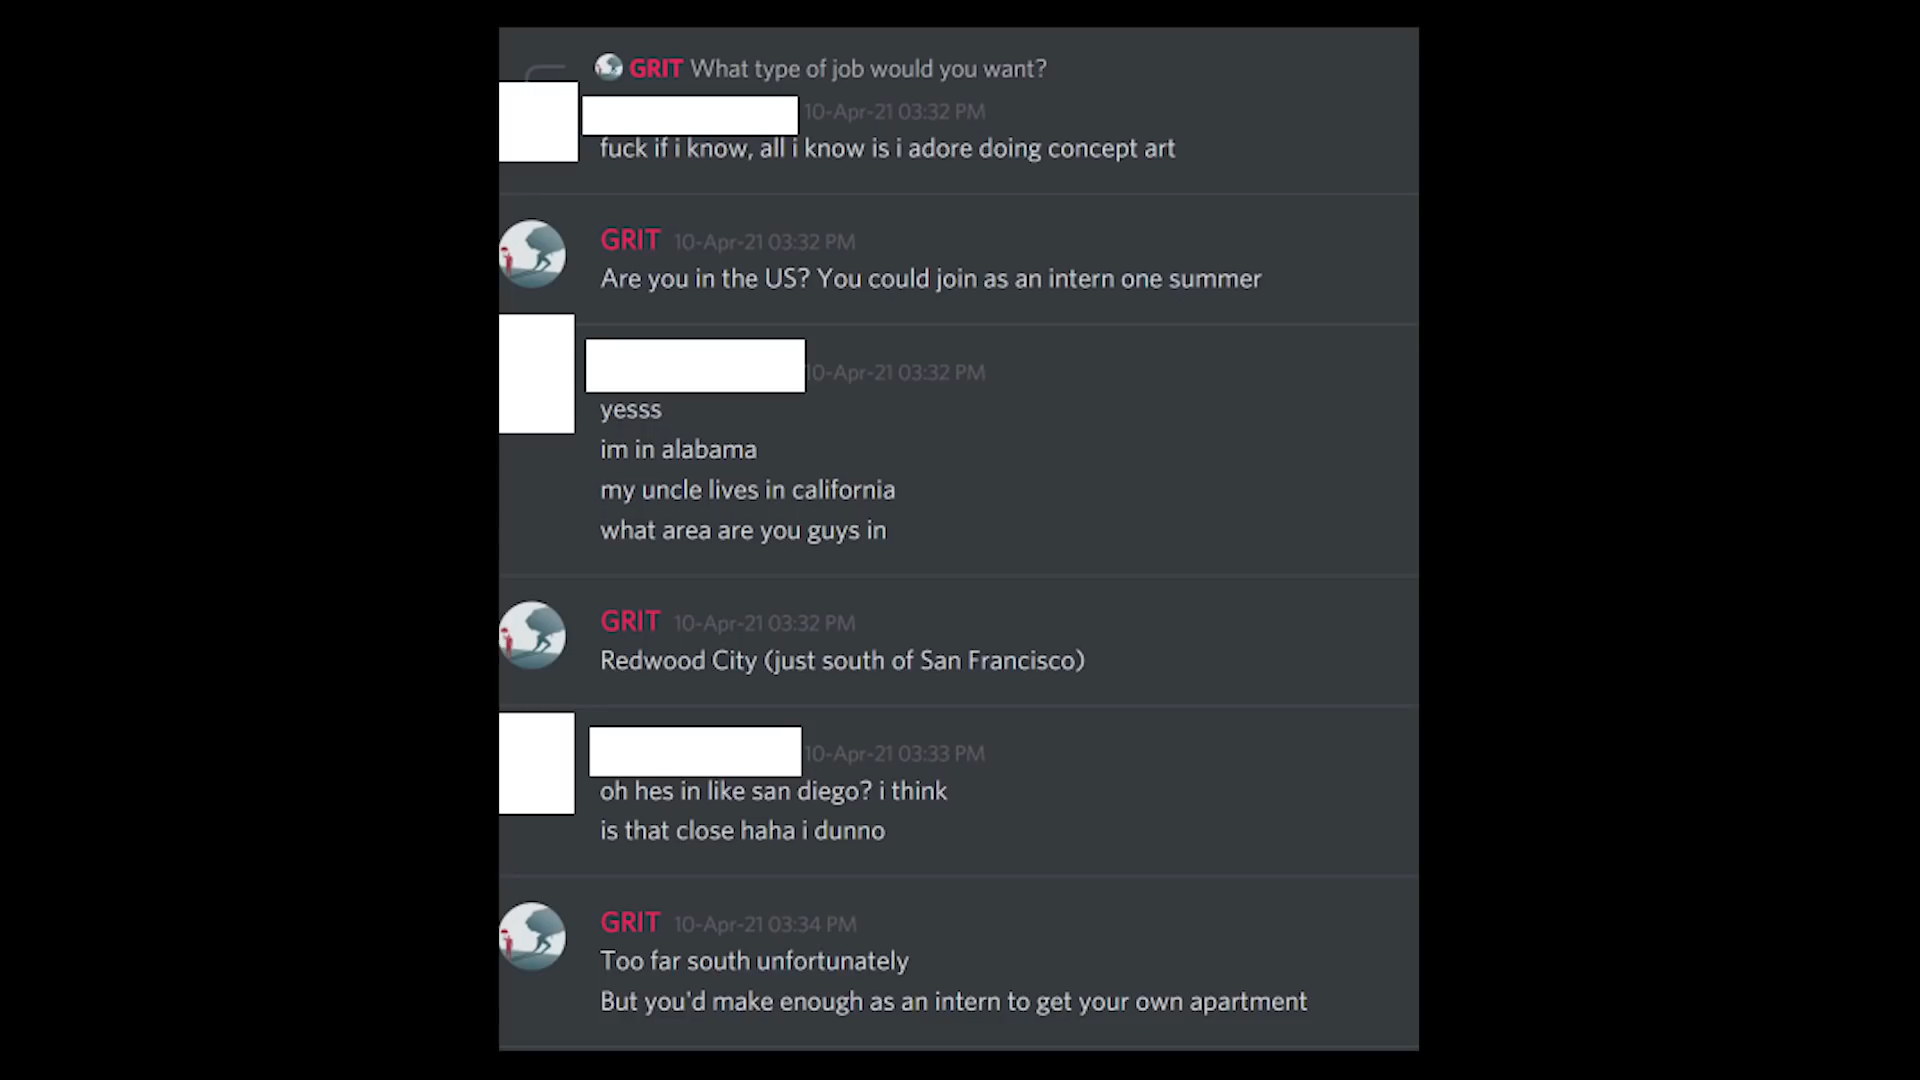 GRIT What type of job would you want?
10-Apr-21 03:32 PM
fuck if i know, all i know is i adore doing concept art
GRIT 10-Apr-21 03:32 PM
Are you in the US? You could join as an intern one summer
10-Apr-21 03:32 PM
yesss
im in alabama
my uncle lives in california
what area are you guys in
GRIT 10-Apr-21 03:32 PM
Redwood City (just south of San Francisco)
10-Apr-21 03:33 PM
oh hes in like san diego? i think
is that close haha i dunno
GRIT 10-Apr-21 03:34 PM
Too far south unfortunately
But you'd make enough as an intern to get your own apartment